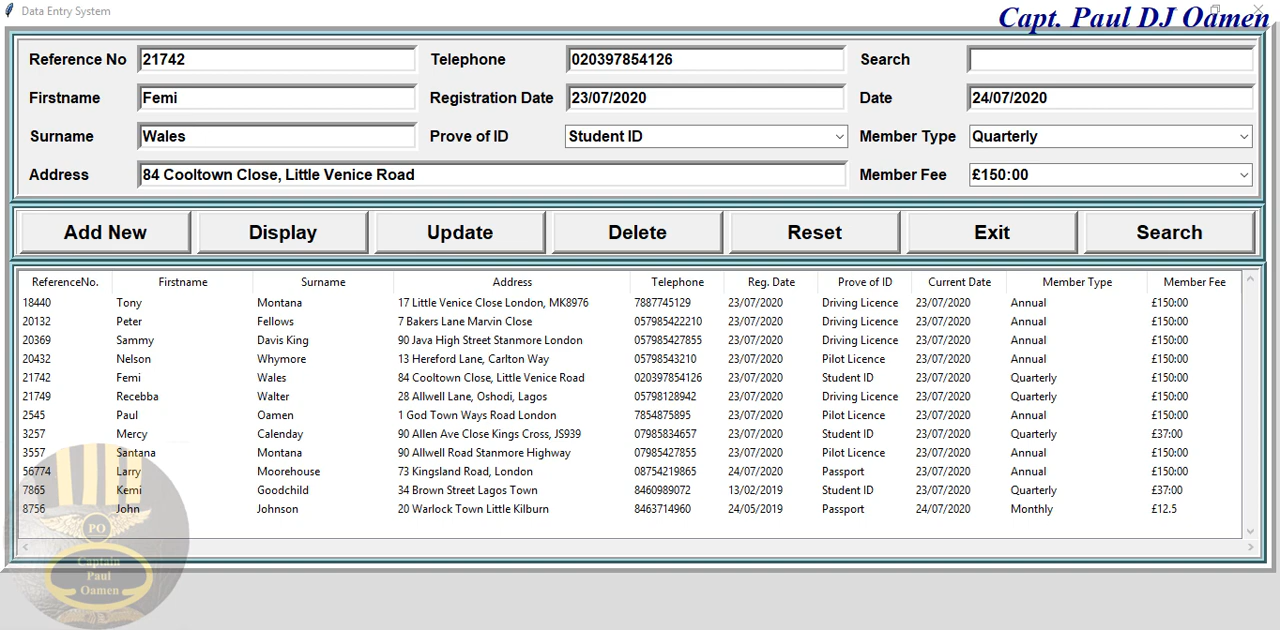 Data Entry System
Capt. Paul DJ Oamen
Reference No 21742 Telephone 020397854126 Search
Firstname Femi Registration Date 23/07/2020 Date 24/07/2020
Surname Wales Prove of ID Student ID Member Type Quarterly
Address 84 Cooltown Close, Little Venice Road Member Fee £150:00
Add New Display Update Delete Reset Exit Search
ReferenceNo. Firstname Surname Address Telephone Reg. Date Prove of ID Current Date Member Type Member Fee
18440 Tony Montana 17 Little Venice Close London, MK8976 7887745129 23/07/2020 Driving Licence 23/07/2020 Annual £150:00
20132 Peter Fellows 7 Bakers Lane Marvin Close 057985422210 23/07/2020 Driving Licence 23/07/2020 Annual £150:00
20369 Sammy Davis King 90 Java High Street Stanmore London 057985427855 23/07/2020 Driving Licence 23/07/2020 Annual £150:00
20432 Nelson Whymore 13 Hereford Lane, Carlton Way 05798543210 23/07/2020 Pilot Licence 23/07/2020 Annual £150:00
21742 Femi Wales 84 Cooltown Close, Little Venice Road 020397854126 23/07/2020 Student ID 23/07/2020 Quarterly £150:00
21749 Recebba Walter 28 Allwell Lane, Oshodi, Lagos 05798128942 23/07/2020 Driving Licence 23/07/2020 Quarterly £150:00
2545 Paul Oamen 1 God Town Ways Road London 7854875895 23/07/2020 Pilot Licence 23/07/2020 Annual £150:00
3257 Mercy Calenday 90 Allen Ave Close Kings Cross, JS939 07985834657 23/07/2020 Student ID 23/07/2020 Quarterly £37:00
3557 Santana Montana 90 Allwell Road Stanmore Highway 07985427855 23/07/2020 Pilot Licence 23/07/2020 Annual £150:00
56774 Larry Moorehouse 73 Kingsland Road, London 08754219865 24/07/2020 Passport 23/07/2020 Annual £150:00
7865 Kemi Goodchild 34 Brown Street Lagos Town 8460989072 13/02/2019 Student ID 23/07/2020 Quarterly £37:00
8756 John Johnson 20 Warlock Town Little Kilburn 8463714960 24/05/2019 Passport 24/07/2020 Monthly £12.5
PO
Captain
Paul
Oamen